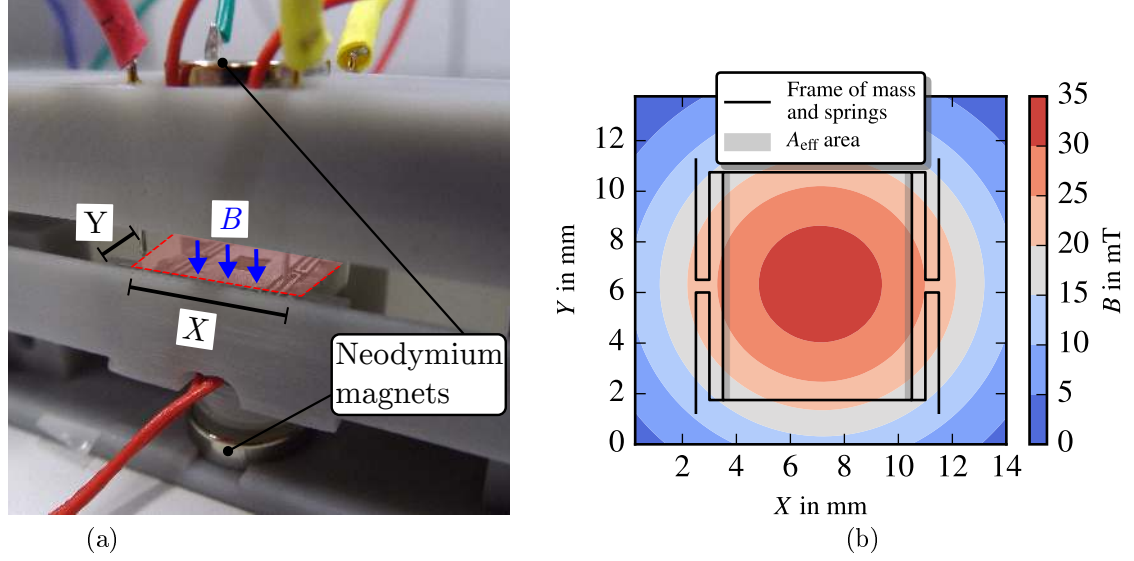 Y
B
X
Neodymium
magnets
(a)
Frame of mass
and springs
A_eff area
Y in mm
12
10
8
6
4
2
0
2 4 6 8 10 12 14
X in mm
35
30
25
20
15
10
5
0
B in mT
(b)